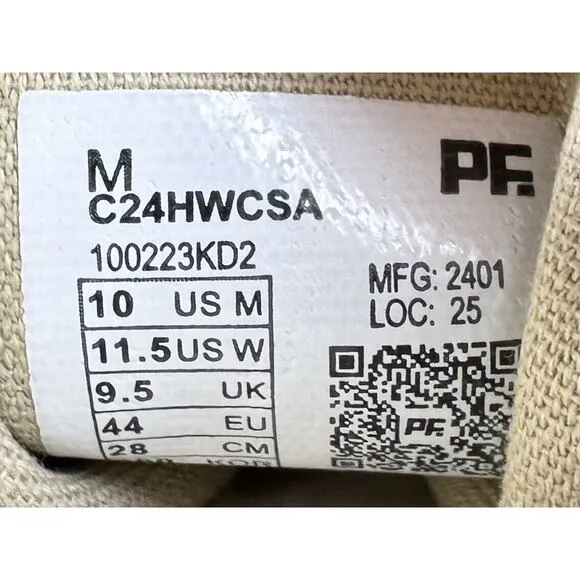 M
PF.
C24HWCSA
100223KD2
MFG: 2401
LOC: 25
10 US M
11.5 US W
9.5 UK
44 EU
28 CM
PF.